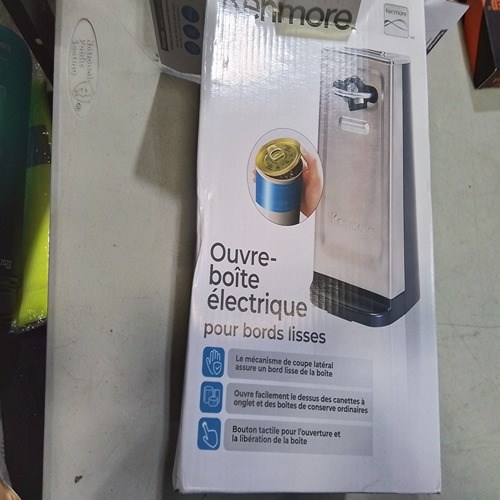 Kenmore
Kenmore
Kenmore
Ouvre-
boîte
électrique
pour bords lisses
Le mécanisme de coupe latéral
assure un bord lisse de la boîte
Ouvre facilement le dessus des canettes à
onglet et des boîtes de conserve ordinaires
Bouton tactile pour l'ouverture et
la libération de la boîte